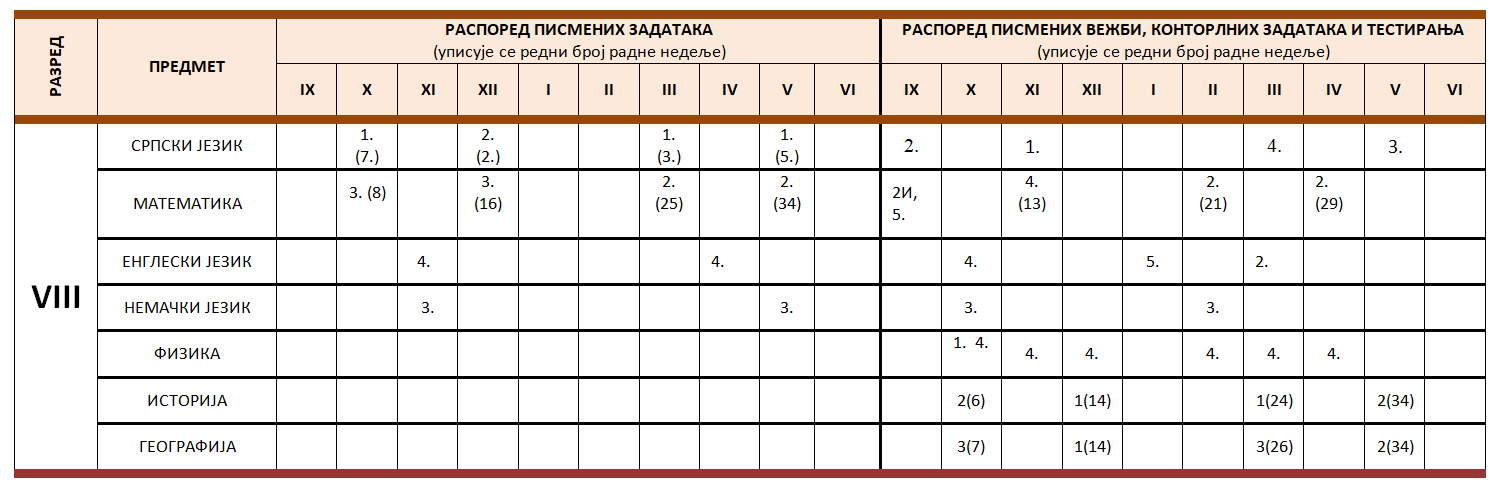 РАЗРЕД
ПРЕДМЕТ
РАСПОРЕД ПИСМЕНИХ ЗАДАТАКА
(уписује се редни број радне недеље)
РАСПОРЕД ПИСМЕНИХ ВЕЖБИ, КОНТОРЛНИХ ЗАДАТАКА И ТЕСТИРАЊА
(уписује се редни број радне недеље)
IX X XI XII I II III IV V VI IX X XI XII I II III IV V VI
VIII
СРПСКИ ЈЕЗИК
1. 2. 1. 1. 2. 1. 4. 3.
(7.) (2.) (3.) (5.)
МАТЕМАТИКА
3. (8) 3. 2. 2. 2И, 4. 2. 2.
(16) (25) (34) 5. (13) (21) (29)
ЕНГЛЕСКИ ЈЕЗИК 4. 4. 4. 5. 2.
НЕМАЧКИ ЈЕЗИК 3. 3. 3. 3.
ФИЗИКА 1. 4. 4. 4. 4. 4. 4.
ИСТОРИЈА 2(6) 1(14) 1(24) 2(34)
ГЕОГРАФИЈА 3(7) 1(14) 3(26) 2(34)